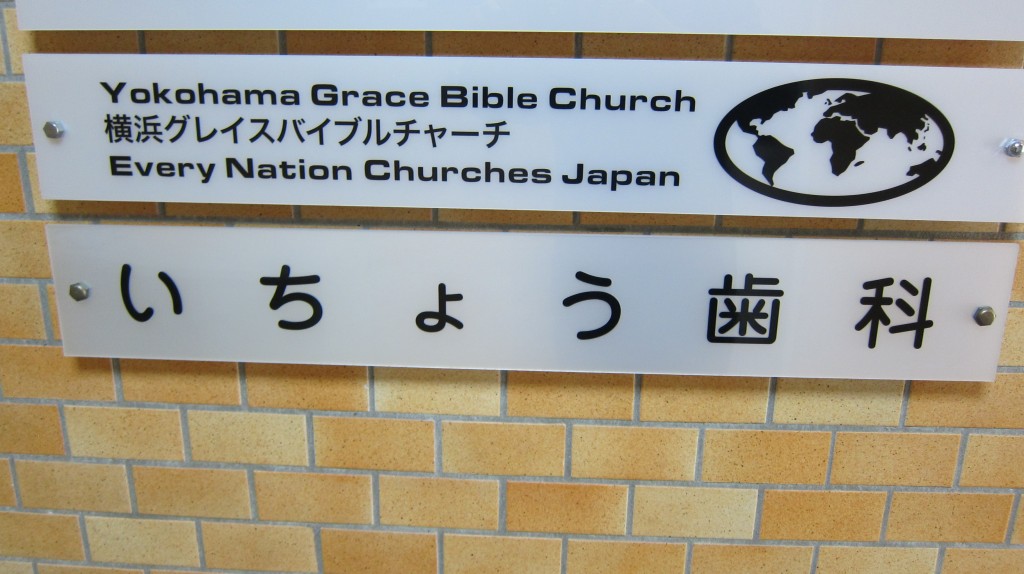 Yokohama Grace Bible Church
横浜グレイスバイブルチャーチ
Every Nation Churches Japan
いちょう歯科